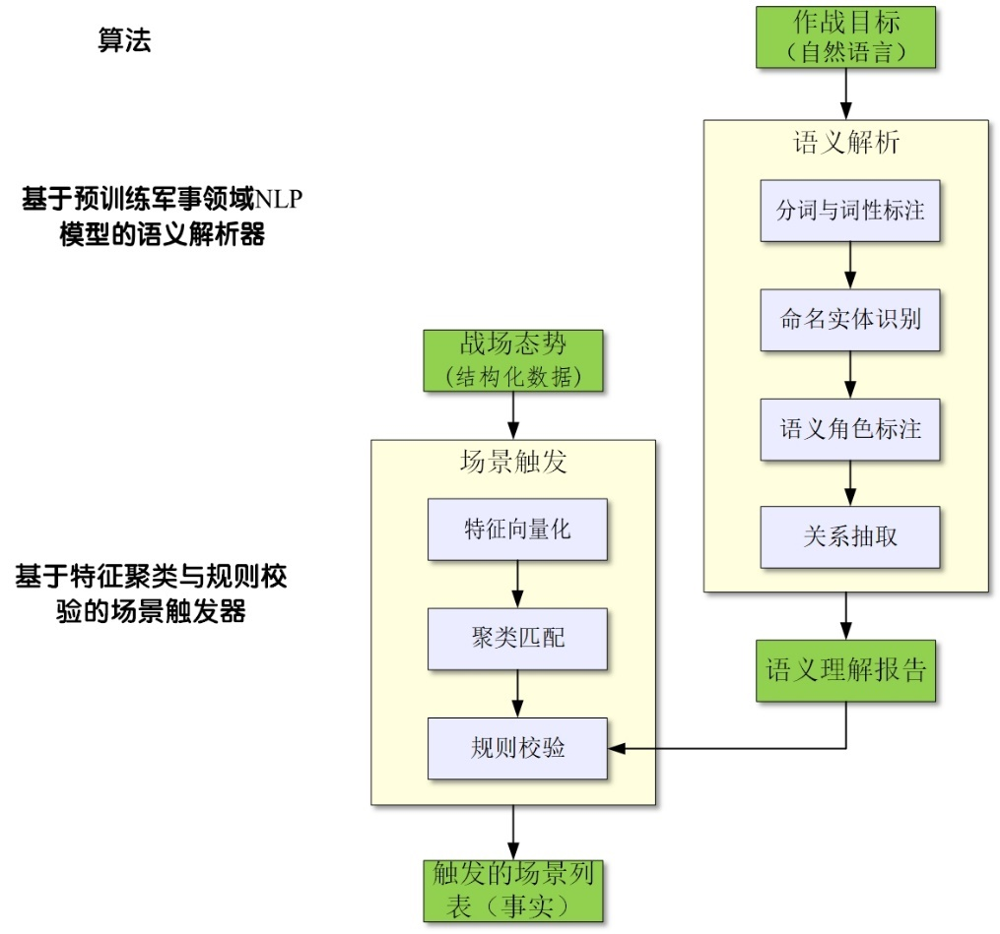 算法
作战目标
（自然语言）
语义解析
基于预训练军事领域NLP
模型的语义解析器
分词与词性标注
命名实体识别
语义角色标注
关系抽取
语义理解报告
战场态势
（结构化数据）
场景触发
特征向量化
基于特征聚类与规则校
验的场景触发器
聚类匹配
规则校验
触发的场景列
表（事实）